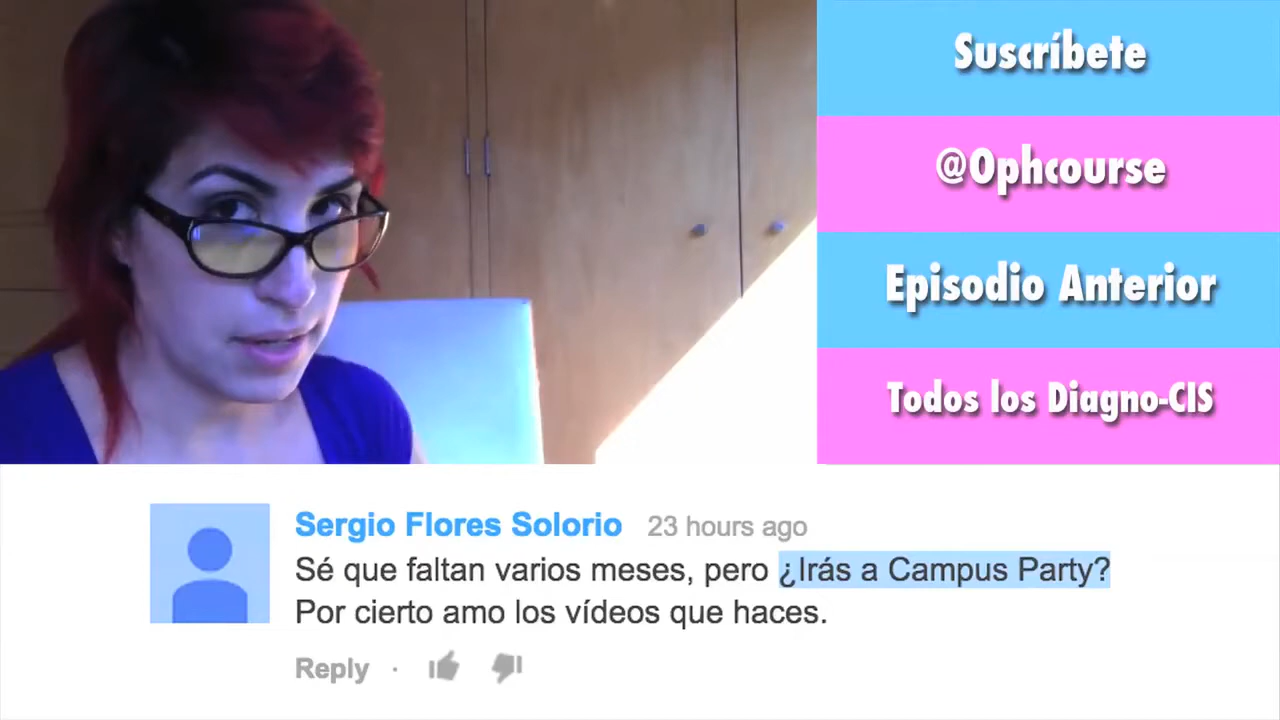 Suscríbete
@Ophcourse
Episodio Anterior
Todos los Diagno-CIS
Sergio Flores Solorio 23 hours ago
Sé que faltan varios meses, pero ¿Irás a Campus Party?
Por cierto amo los vídeos que haces.
Reply ·